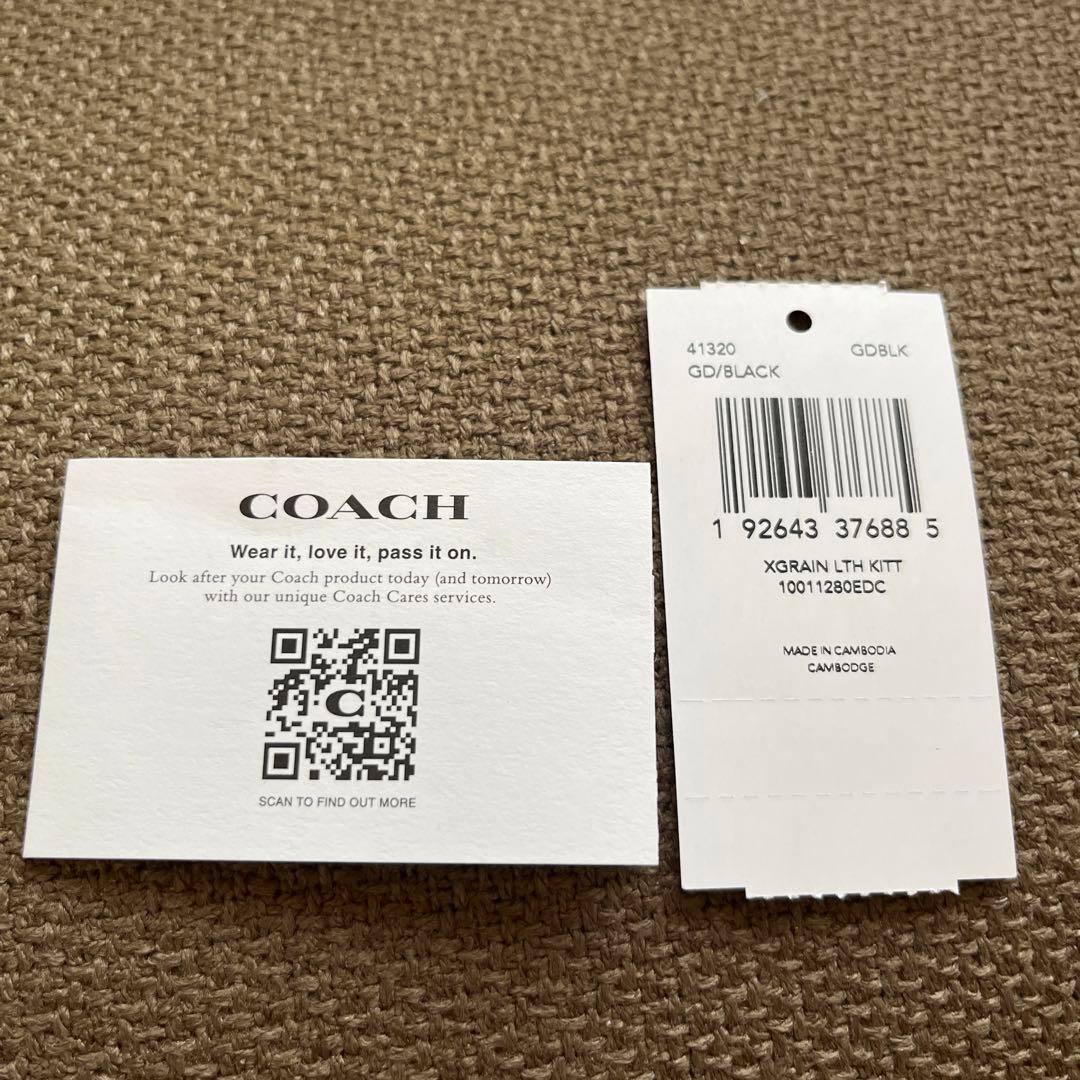 COACH
Wear it, love it, pass it on.
Look after your Coach product today (and tomorrow)
with our unique Coach Cares services.
C
SCAN TO FIND OUT MORE
41320 GDBLK
GD/BLACK
1 92643 37688 5
XGRAIN LTH KITT
10011280EDC
MADE IN CAMBODIA
CAMBODGE